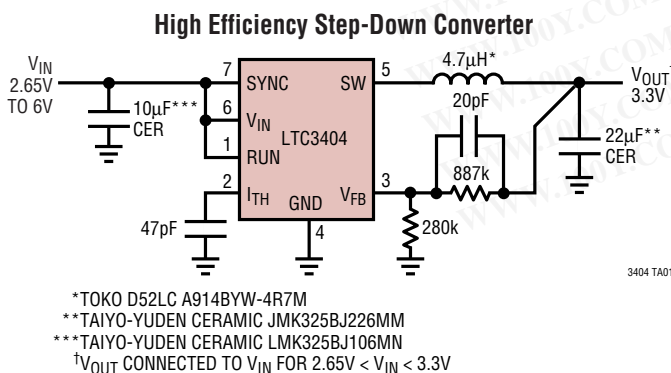 High Efficiency Step-Down Converter
VIN
2.65V
TO 6V
10µF***
CER
7
SYNC
6
VIN
1
RUN
2
ITH
47pF
LTC3404
GND
4
SW
5
VFB
3
4.7µH*
20pF
887k
280k
VOUT†
3.3V
22µF**
CER
3404 TA01
*TOKO D52LC A914BYW-4R7M
**TAIYO-YUDEN CERAMIC JMK325BJ226MM
***TAIYO-YUDEN CERAMIC LMK325BJ106MN
†VOUT CONNECTED TO VIN FOR 2.65V < VIN < 3.3V
WWW.100Y.COM